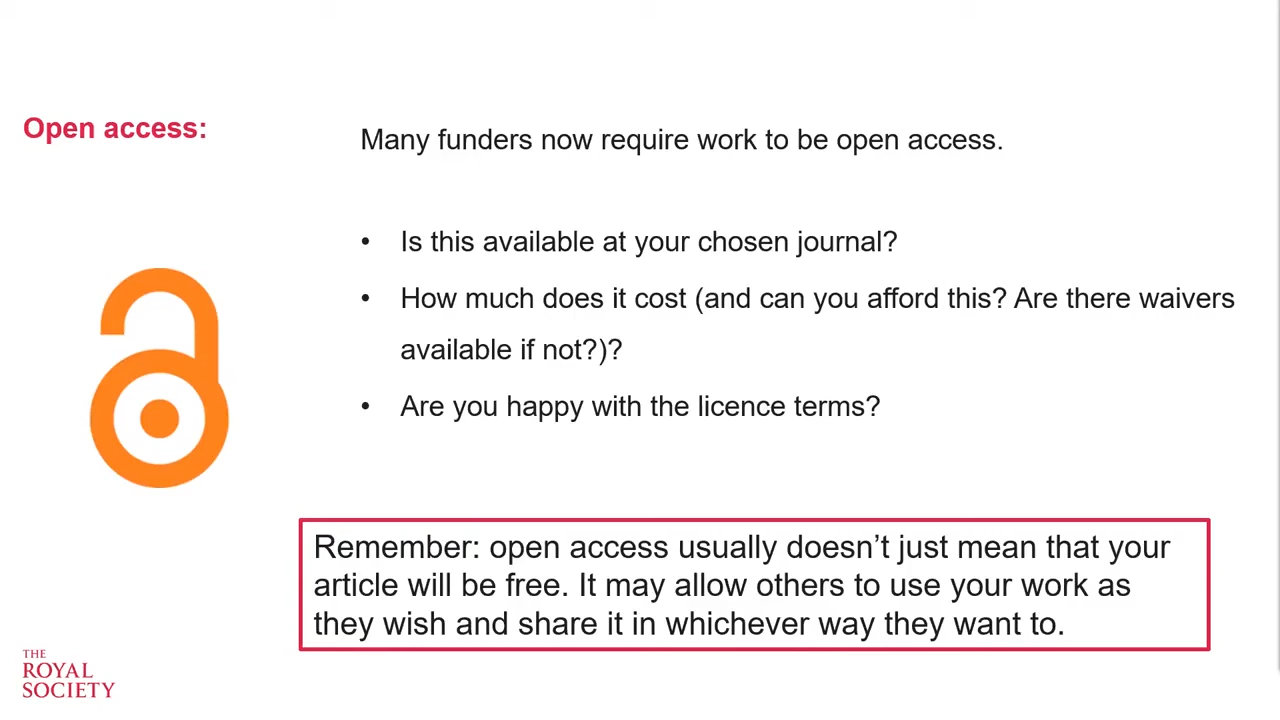 Open access:
Many funders now require work to be open access.
• Is this available at your chosen journal?
• How much does it cost (and can you afford this? Are there waivers
available if not?)?
• Are you happy with the licence terms?
Remember: open access usually doesn’t just mean that your
article will be free. It may allow others to use your work as
they wish and share it in whichever way they want to.
THE
ROYAL
SOCIETY